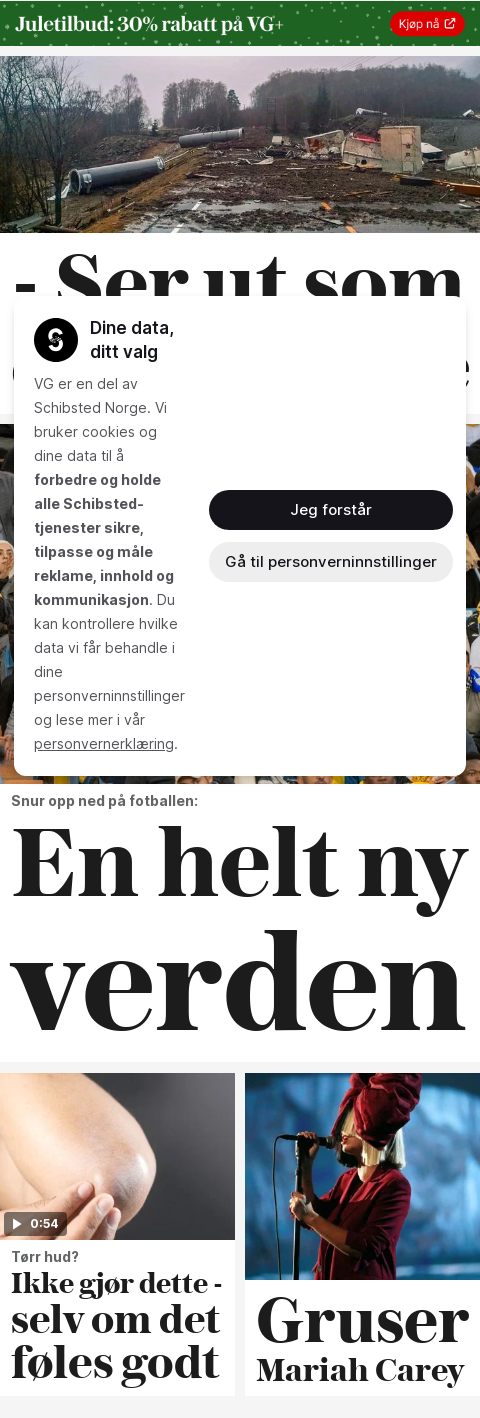 Juletilbud: 30% rabatt på VG+
Kjøp nå
- Ser ut som
Dine data,
ditt valg
VG er en del av
Schibsted Norge. Vi
bruker cookies og
dine data til å
forbedre og holde
alle Schibsted-
tjenester sikre,
tilpasse og måle
reklame, innhold og
kommunikasjon. Du
kan kontrollere hvilke
data vi får behandle i
dine
personverninnstillinger
og lese mer i vår
personvernerklæring.
Jeg forstår
Gå til personverninnstillinger
Snur opp ned på fotballen:
En helt ny
verden
0:54
Tørr hud?
Ikke gjør dette -
selv om det
føles godt
Gruser
Mariah Carey